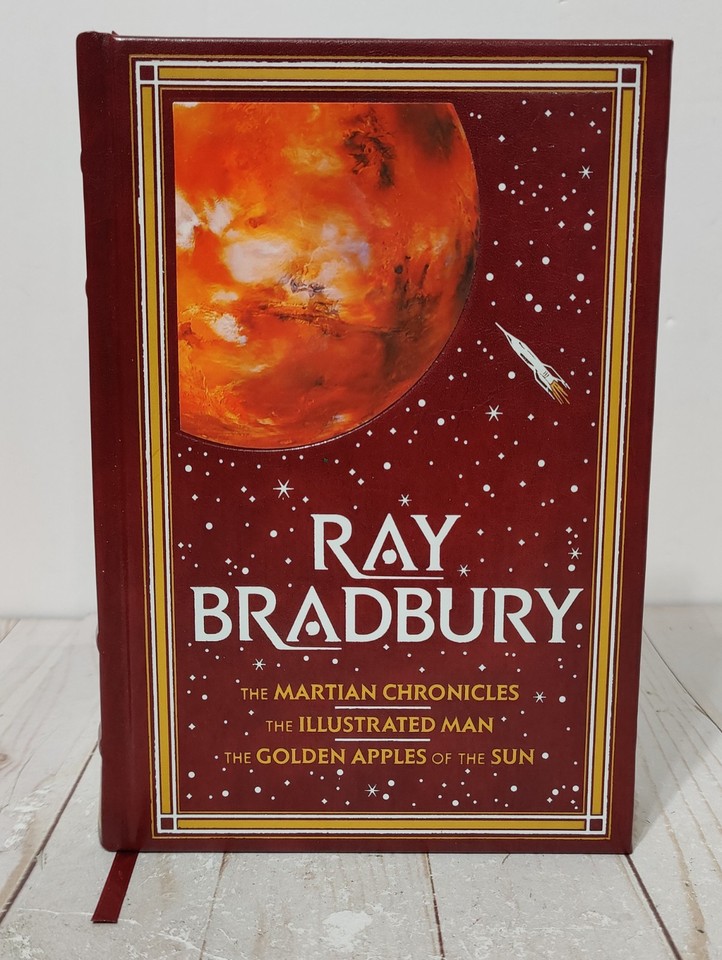 RAY
BRADBURY
THE MARTIAN CHRONICLES
THE ILLUSTRATED MAN
THE GOLDEN APPLES OF THE SUN